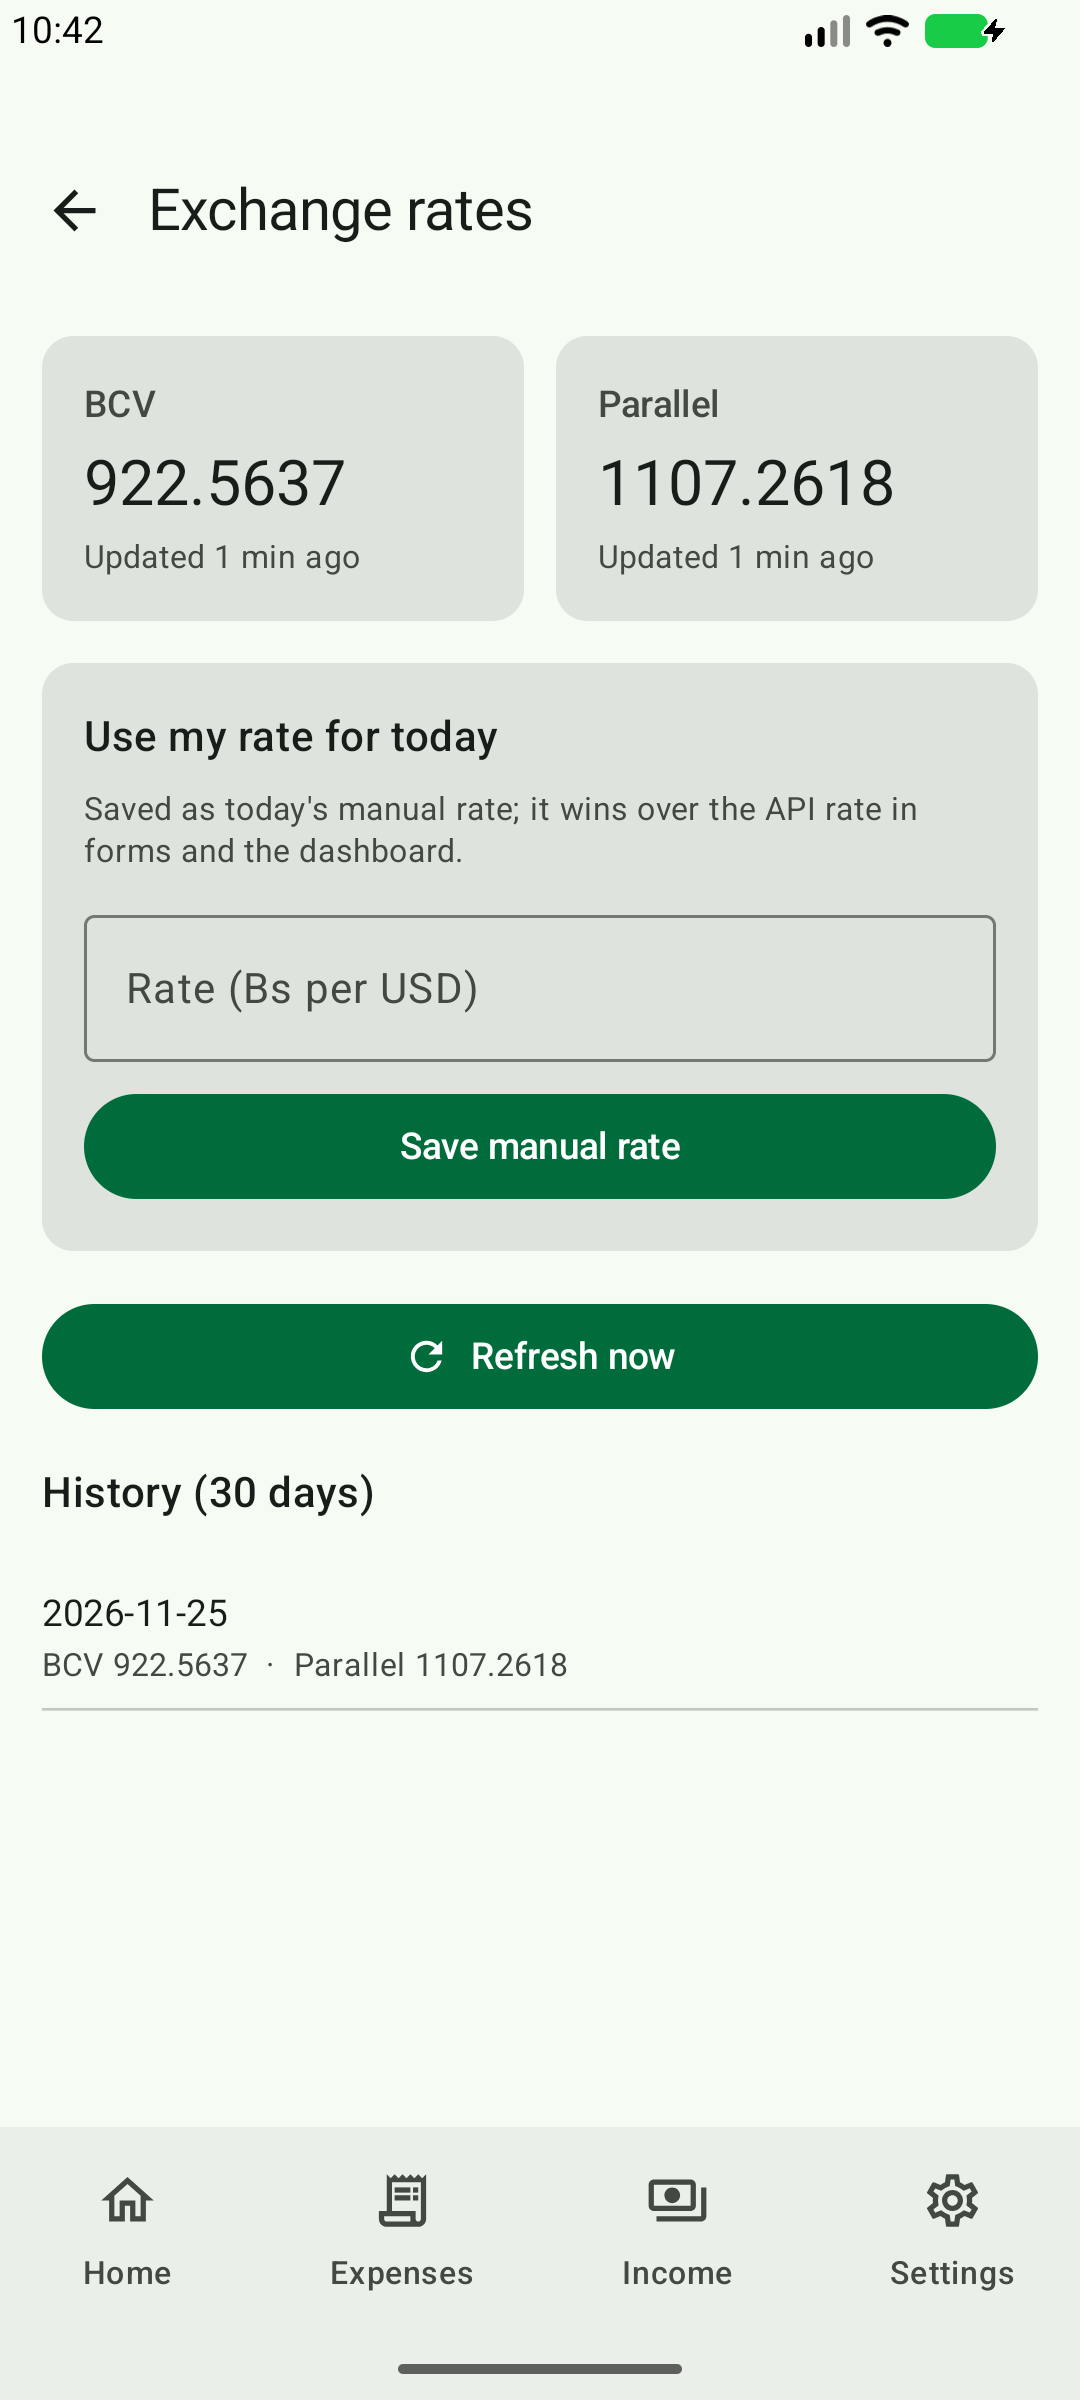 10:42
Exchange rates
BCV
922.5637
Updated 1 min ago
Parallel
1107.2618
Updated 1 min ago
Use my rate for today
Saved as today's manual rate; it wins over the API rate in
forms and the dashboard.
Rate (Bs per USD)
Save manual rate
Refresh now
History (30 days)
2026-11-25
BCV 922.5637 · Parallel 1107.2618
Home
Expenses
Income
Settings